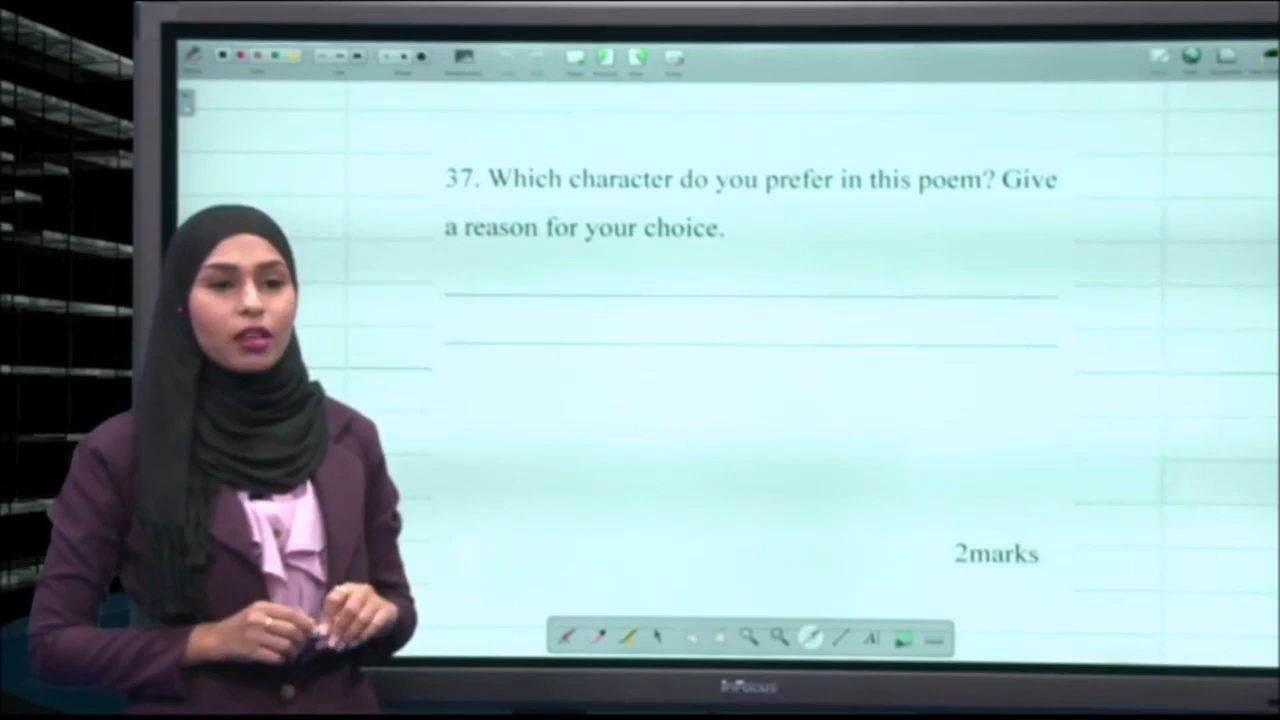 37. Which character do you prefer in this poem? Give
a reason for your choice.
2marks
InFocus